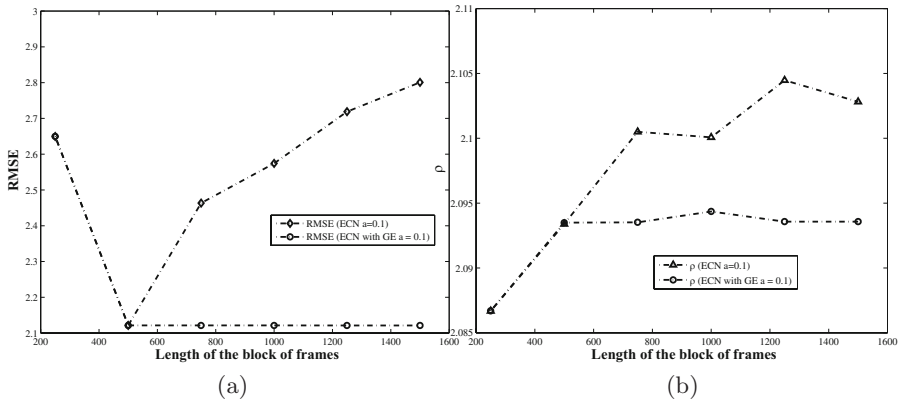 3
2.9
2.8
2.7
2.6
2.5
2.4
2.3
2.2
2.1
RMSE
200 400 600 800 1000 1200 1400 1600
Length of the block of frames
RMSE (ECN a=0.1)
RMSE (ECN with GE a = 0.1)
(a)
2.11
2.105
2.1
2.095
2.09
2.085
ρ
200 400 600 800 1000 1200 1400 1600
Length of the block of frames
ρ (ECN a=0.1)
ρ (ECN with GE a = 0.1)
(b)